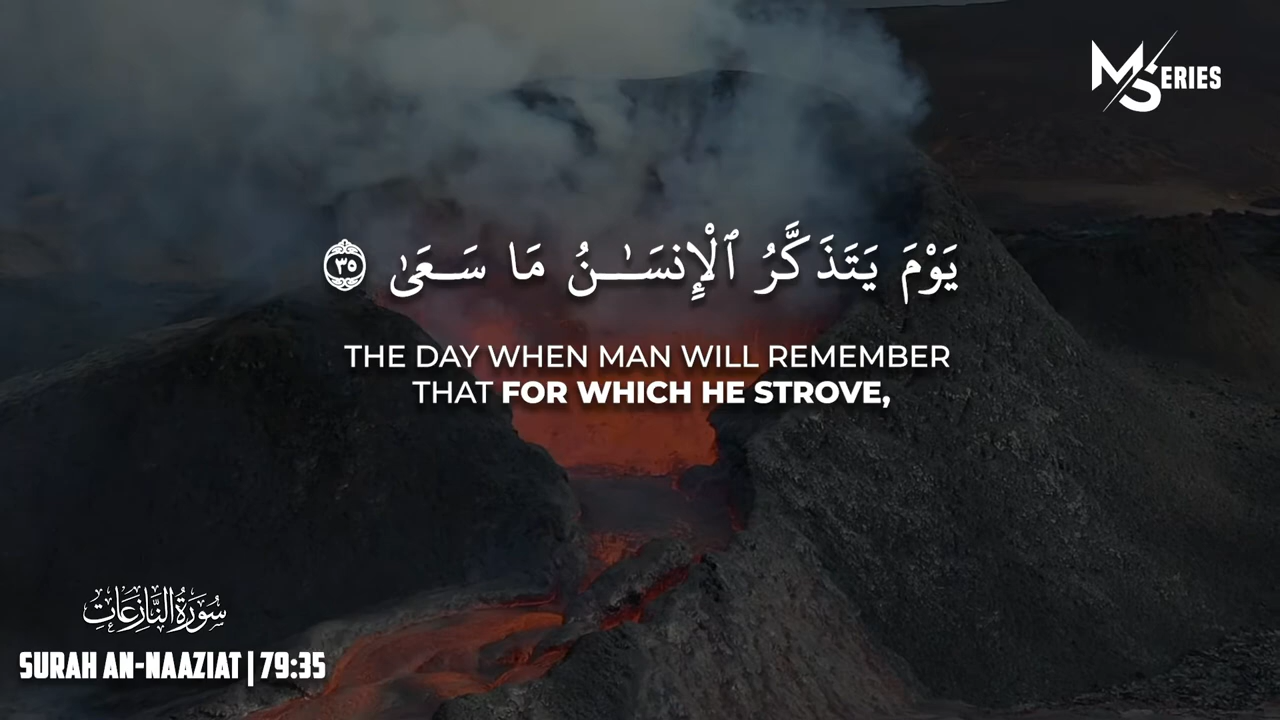 M SERIES
يَوْمَ يَتَذَكَّرُ ٱلْإِنسَـٰنُ مَا سَعَىٰ ٣٥
THE DAY WHEN MAN WILL REMEMBER
THAT FOR WHICH HE STROVE,
سُورَةُ النَّازِعَاتِ
SURAH AN-NAAZIAT | 79:35